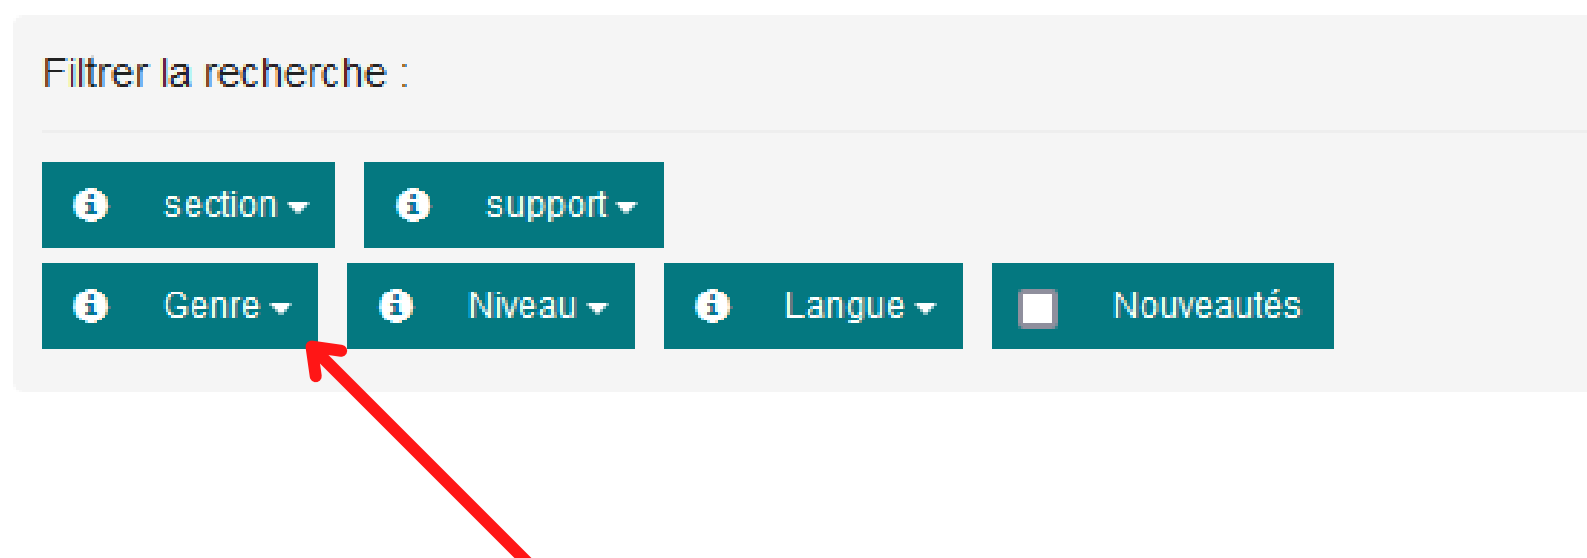 Filtrer la recherche :
section support
Genre Niveau Langue Nouveautés